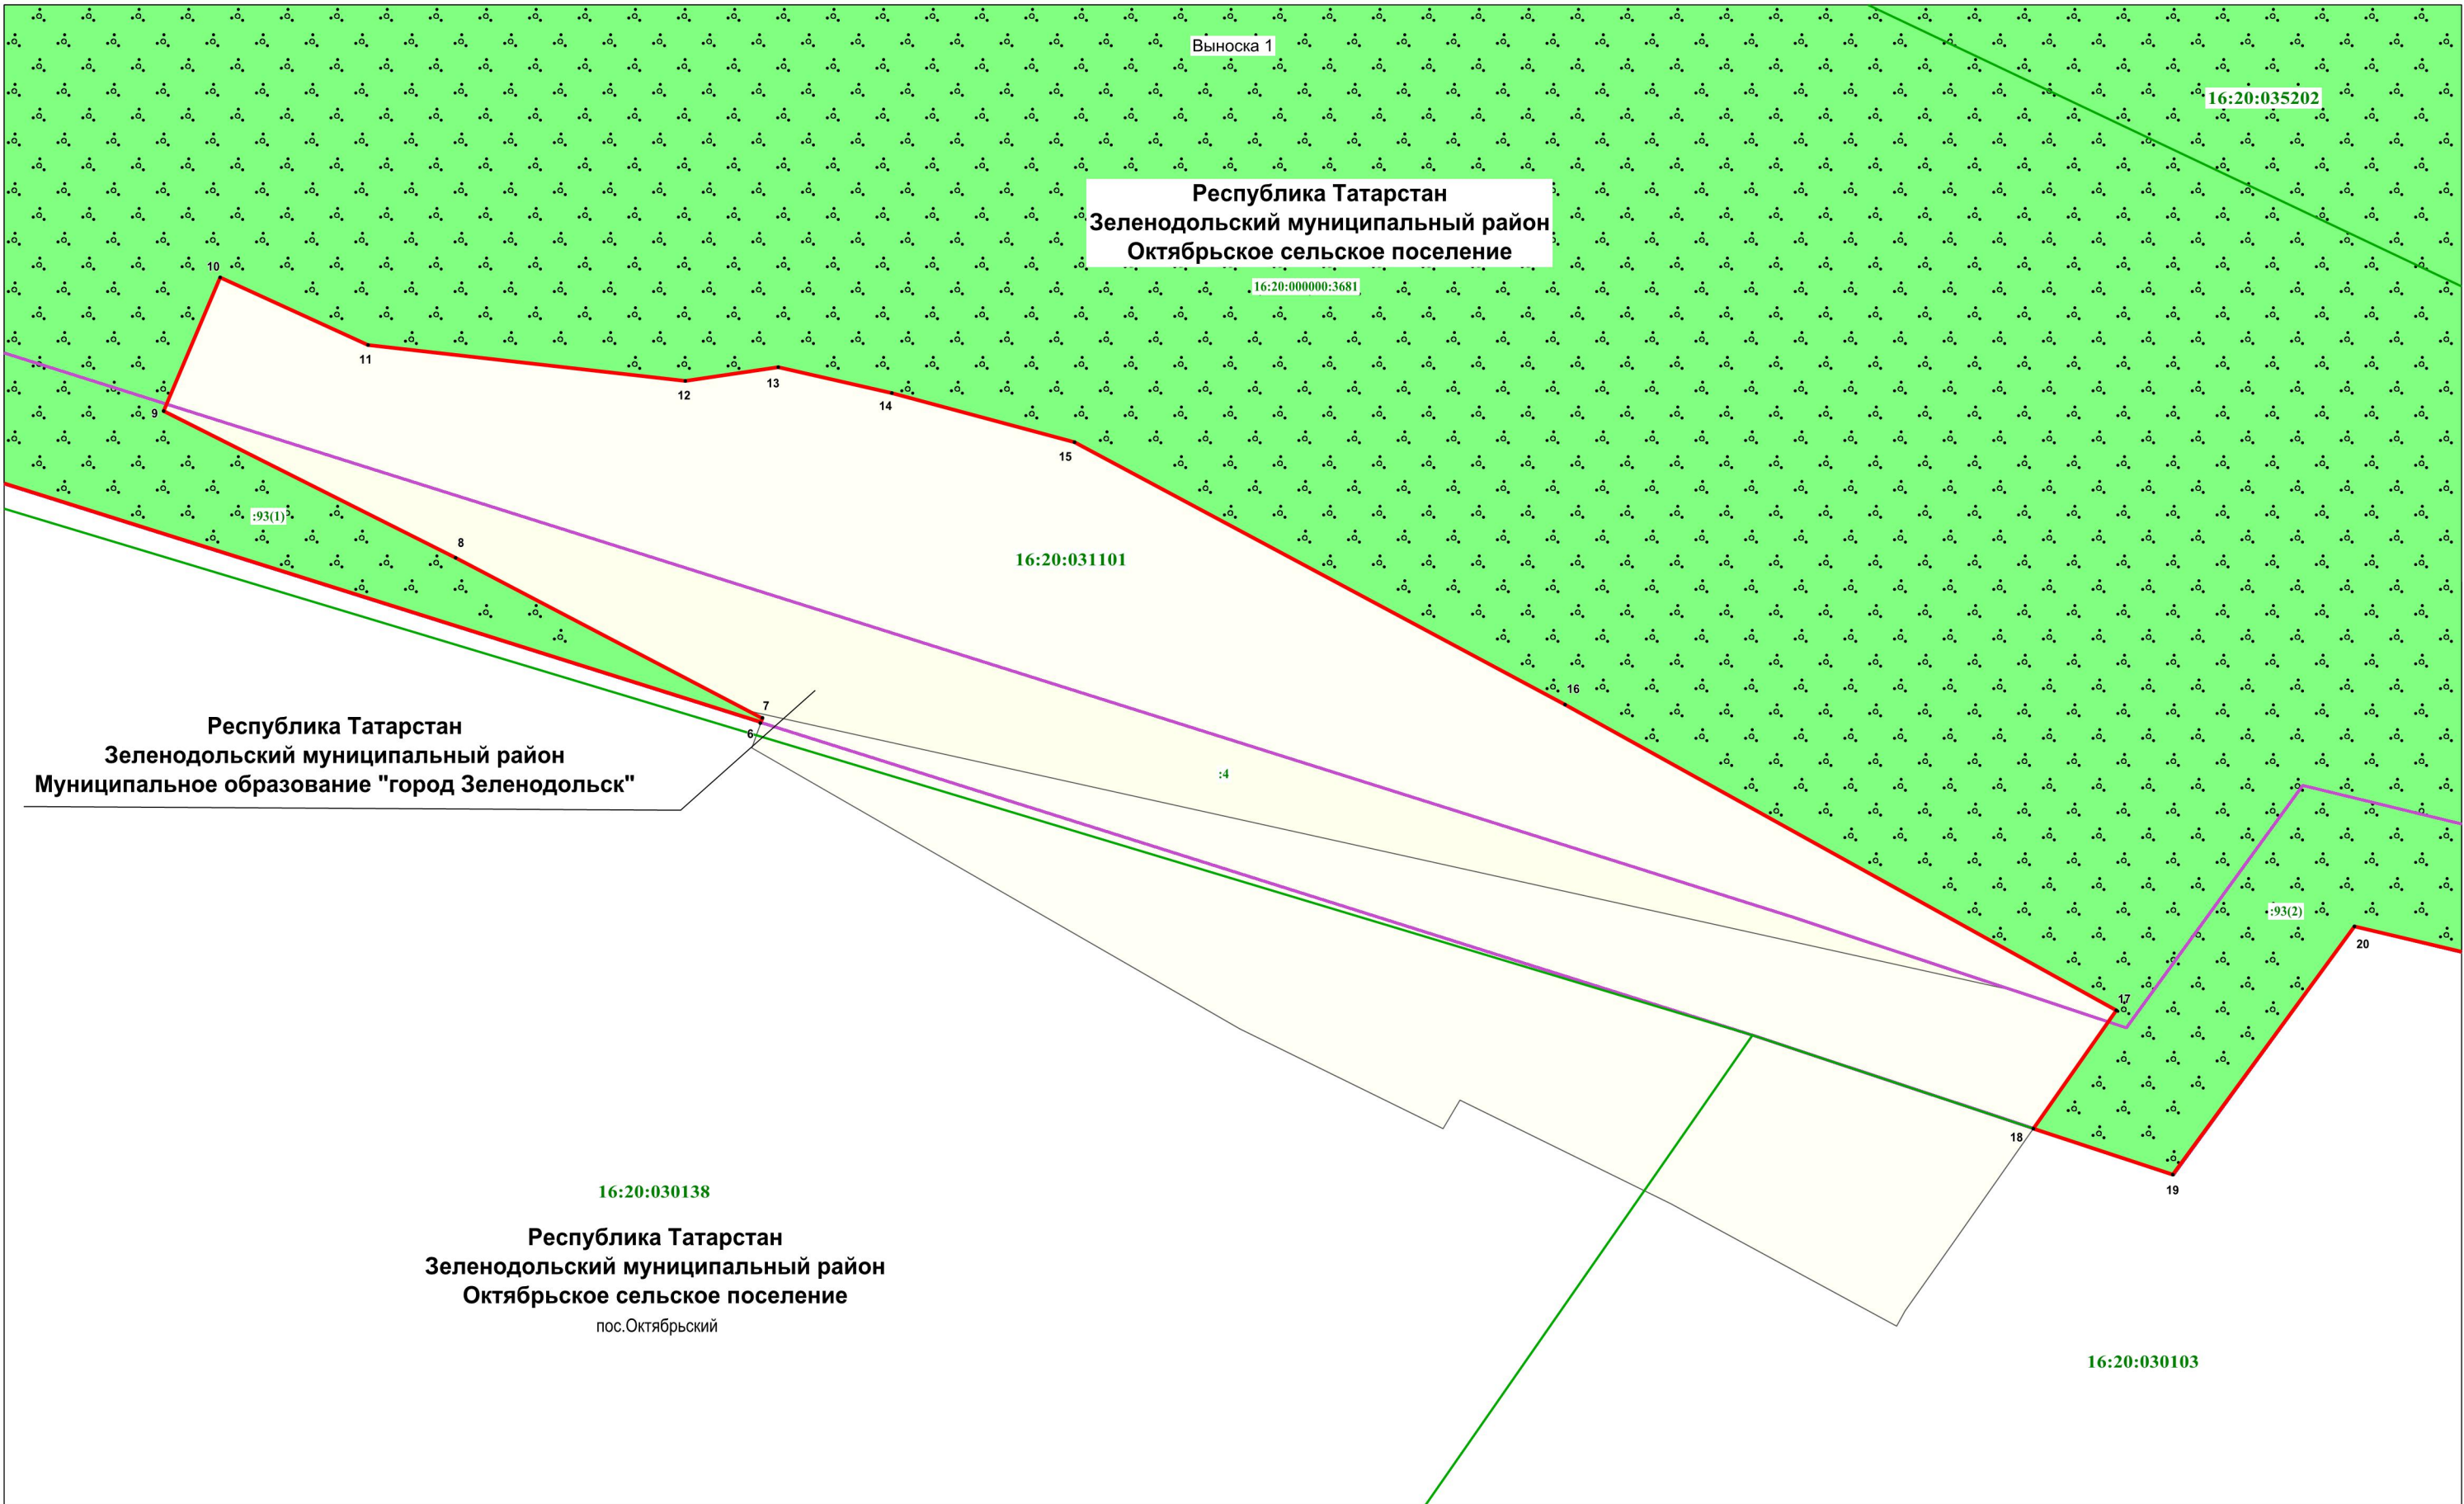 Выноска 1
16:20:035202
Республика Татарстан
Зеленодольский муниципальный район
Октябрьское сельское поселение
16:20:000000:3681
10
11
12
13
14
9
15
:93(1)
8
16:20:031101
16
7
6
Республика Татарстан
Зеленодольский муниципальный район
Муниципальное образование "город Зеленодольск"
:4
:93(2)
20
17
18
19
16:20:030138
Республика Татарстан
Зеленодольский муниципальный район
Октябрьское сельское поселение
пос.Октябрьский
16:20:030103